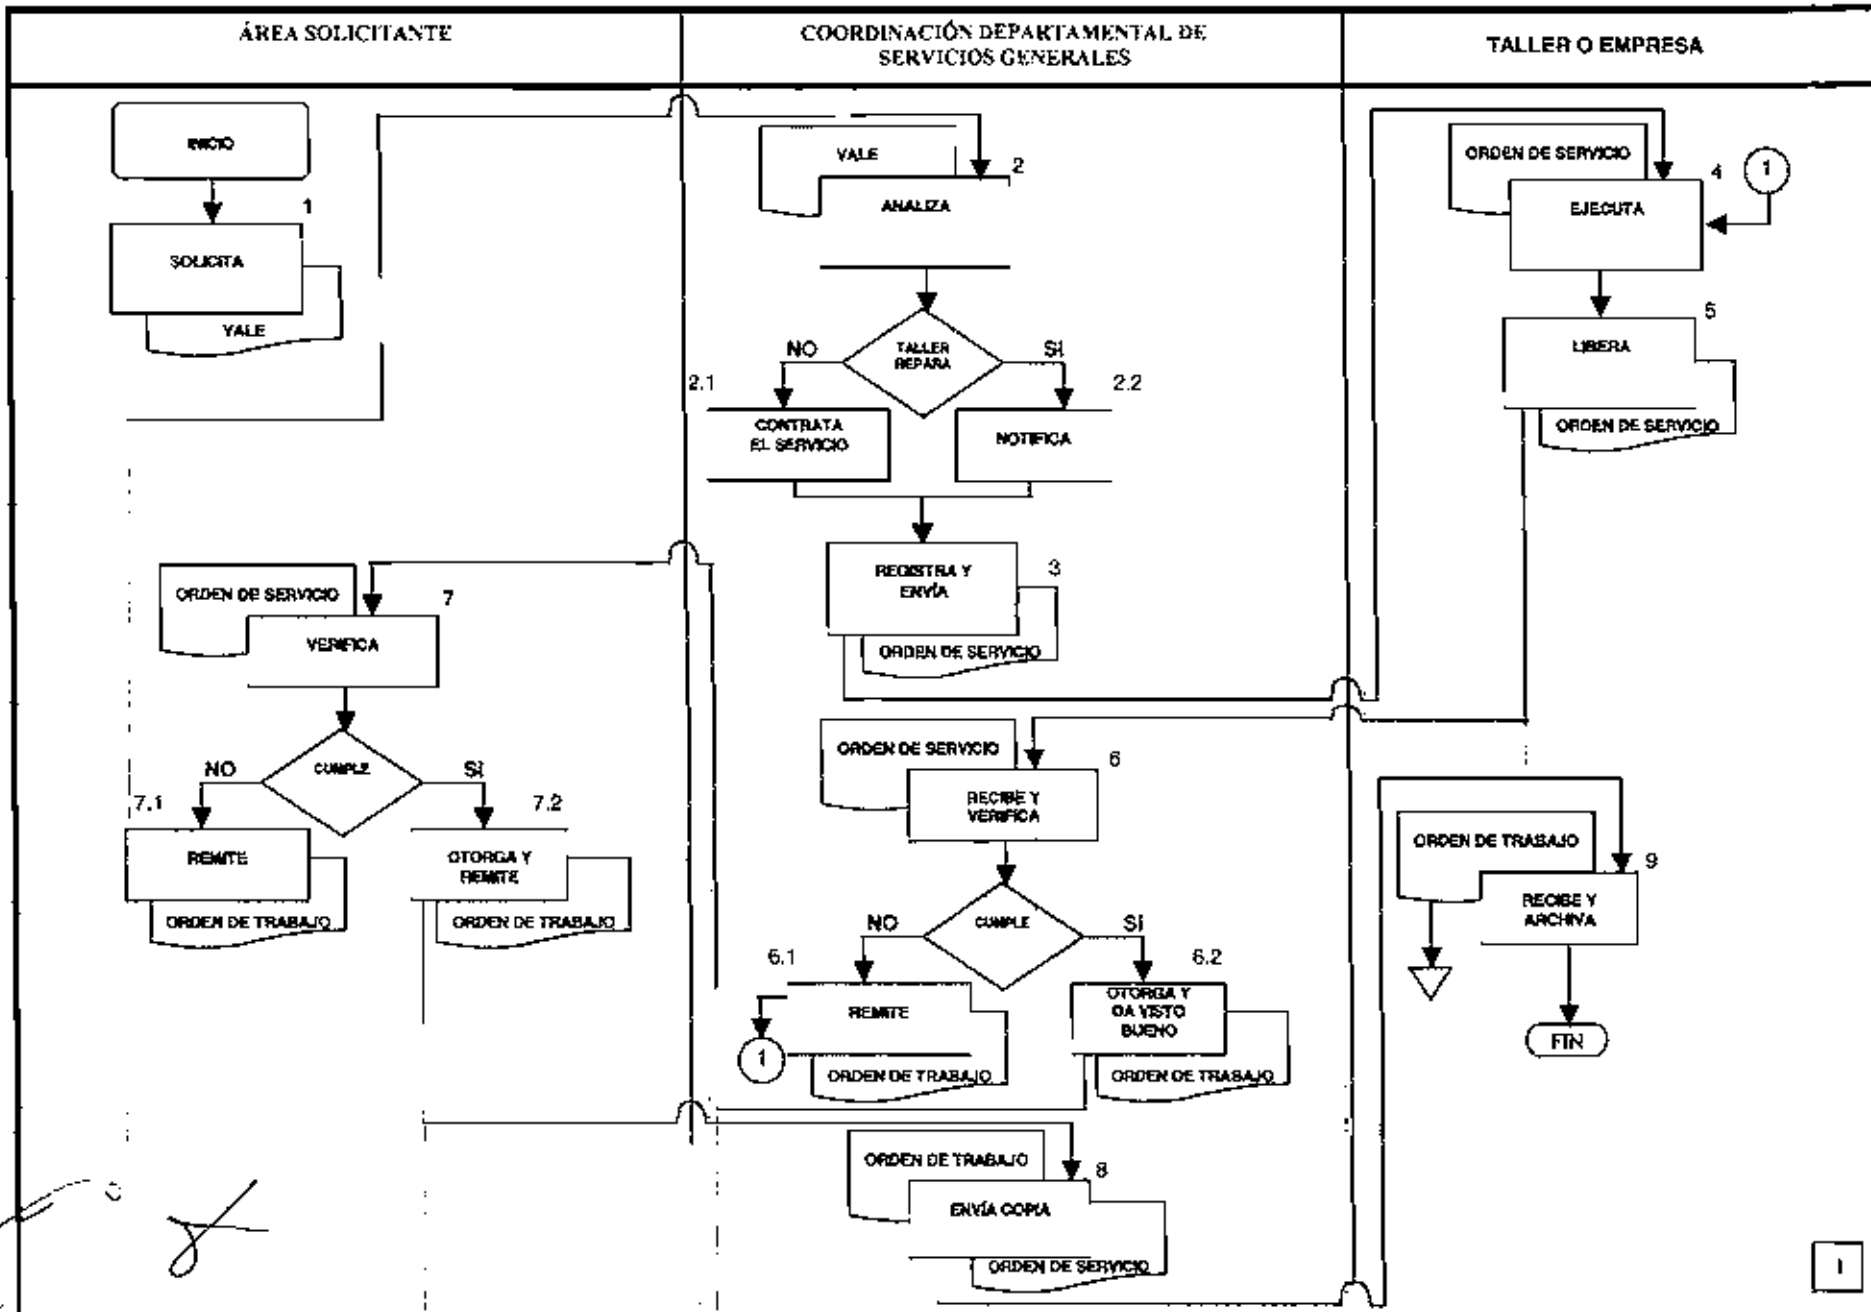 ÁREA SOLICITANTE
COORDINACIÓN DEPARTAMENTAL DE
SERVICIOS GENERALES
TALLER O EMPRESA
INICIO
1
SOLICITA
VALE
VALE
2
ANALIZA
TALLER
REPARA
NO
SI
2.1
2.2
CONTRATA
EL SERVICIO
NOTIFICA
REGISTRA Y
ENVÍA
3
ORDEN DE SERVICIO
ORDEN DE SERVICIO
4
1
EJECUTA
5
LIBERA
ORDEN DE SERVICIO
ORDEN DE SERVICIO
6
RECIBE Y
VERIFICA
CUMPLE
NO
SI
6.1
6.2
REMITE
1
ORDEN DE TRABAJO
OTORGA Y
DA VISTO
BUENO
ORDEN DE TRABAJO
ORDEN DE SERVICIO
7
VERIFICA
CUMPLE
NO
SI
7.1
7.2
REMITE
ORDEN DE TRABAJO
OTORGA Y
REMITE
ORDEN DE TRABAJO
ORDEN DE TRABAJO
8
ENVÍA COPIA
ORDEN DE SERVICIO
ORDEN DE TRABAJO
9
RECIBE Y
ARCHIVA
FIN
1